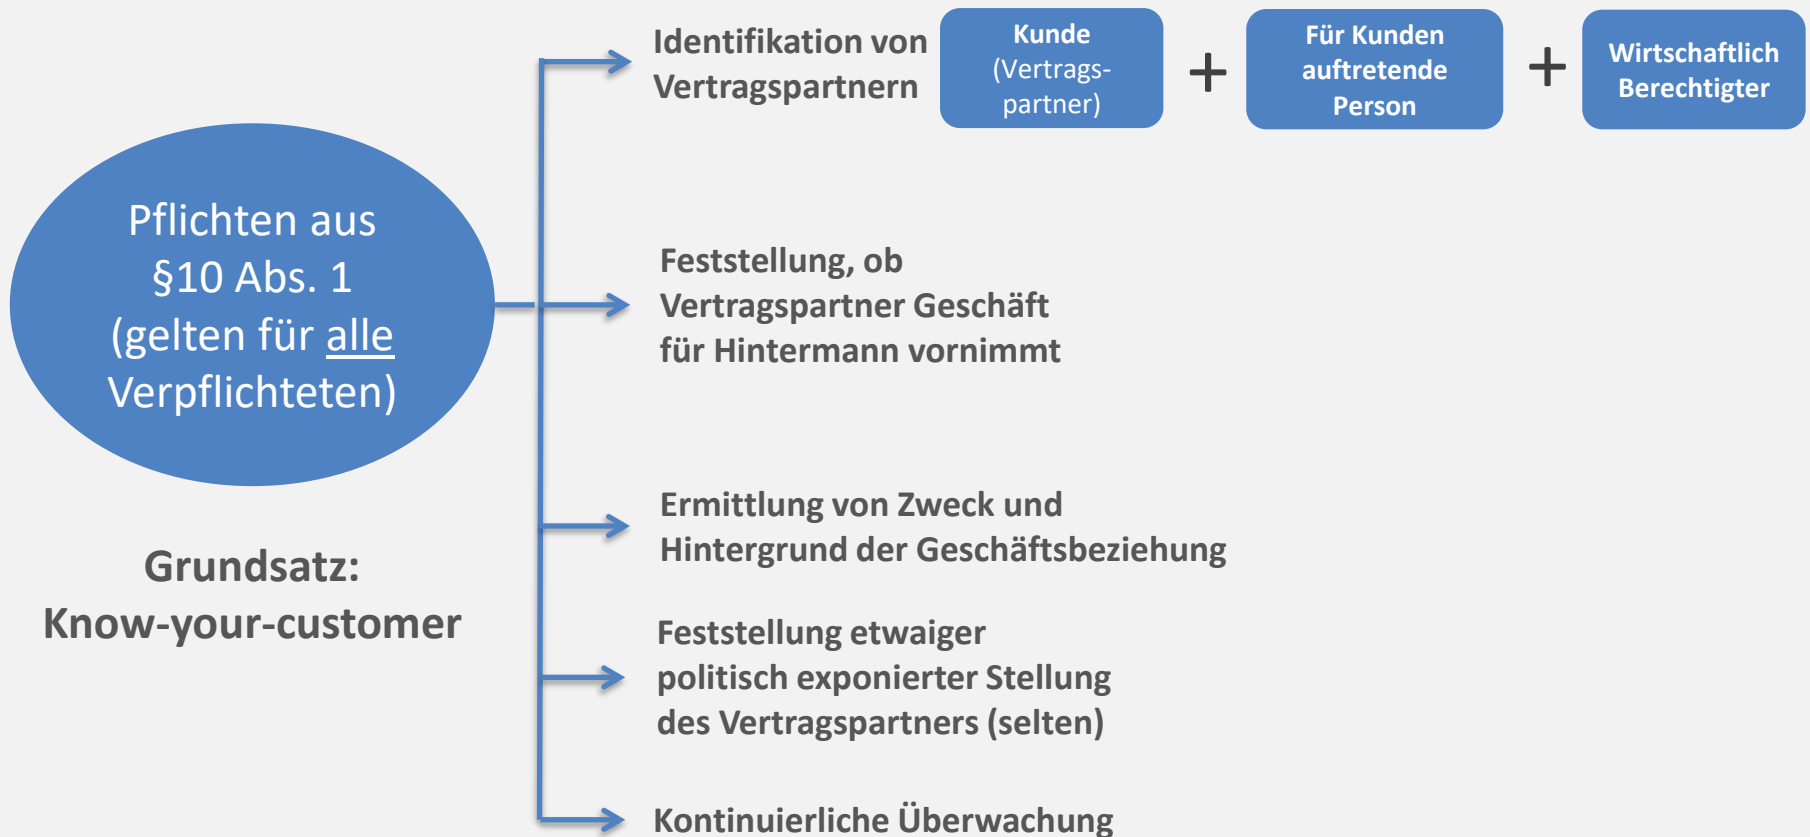 Pflichten aus
§10 Abs. 1
(gelten für alle
Verpflichteten)
Grundsatz:
Know-your-customer
Identifikation von
Vertragspartnern
Kunde
(Vertrags-
partner)
+
Für Kunden
auftretende
Person
+
Wirtschaftlich
Berechtigter
Feststellung, ob
Vertragspartner Geschäft
für Hintermann vornimmt
Ermittlung von Zweck und
Hintergrund der Geschäftsbeziehung
Feststellung etwaiger
politisch exponierter Stellung
des Vertragspartners (selten)
Kontinuierliche Überwachung